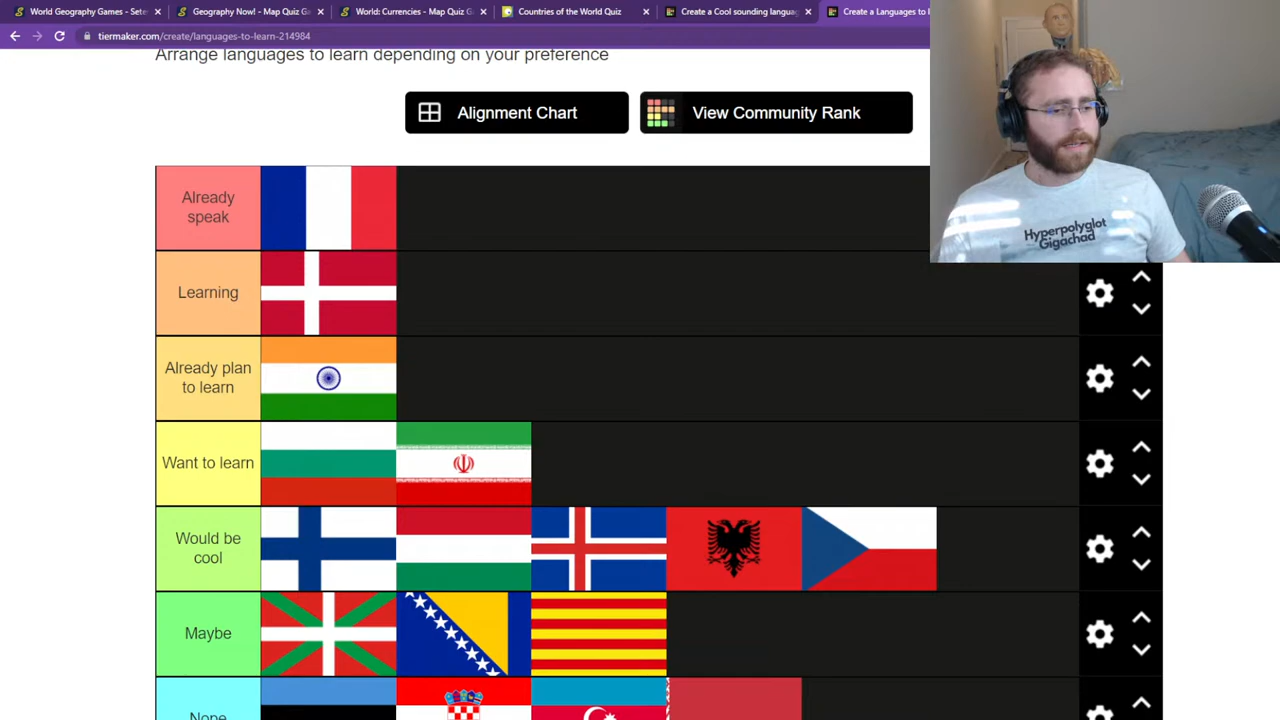 World Geography Games - Sete
Geography Now! - Map Quiz G
World: Currencies - Map Quiz G
Countries of the World Quiz
Create a Cool sounding langua
Create a Languages to l
tiermaker.com/create/languages-to-learn-214984
Arrange languages to learn depending on your preference
Alignment Chart
View Community Rank
Hyperpolyglot
Gigachad
Already
speak
Learning
Already plan
to learn
Want to learn
Would be
cool
Maybe
Nope